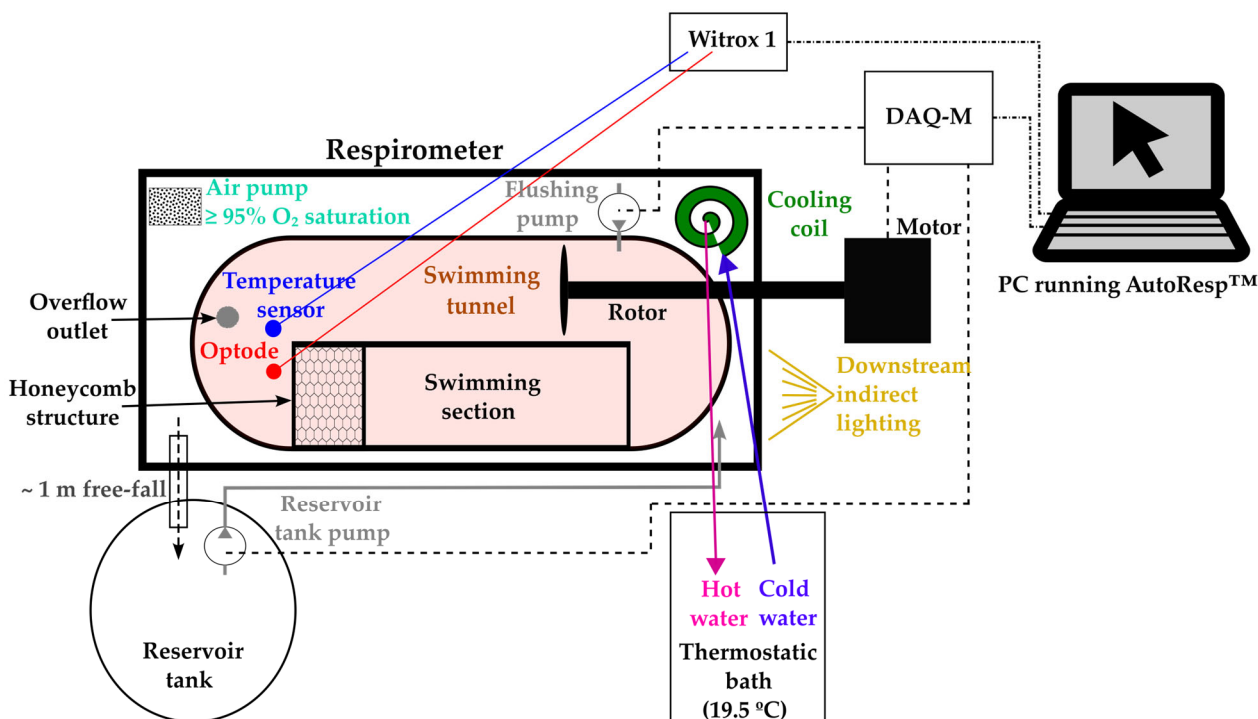 Witrox 1
DAQ-M
Respirometer
Air pump
≥ 95% O₂ saturation
Flushing
pump
Cooling
coil
Motor
PC running AutoResp™
Temperature
sensor
Swimming
tunnel
Overflow
outlet
Rotor
Optode
Honeycomb
structure
Swimming
section
Downstream
indirect
lighting
~ 1 m free-fall
Reservoir
tank pump
Hot
water
Cold
water
Reservoir
tank
Thermostatic
bath
(19.5 ºC)